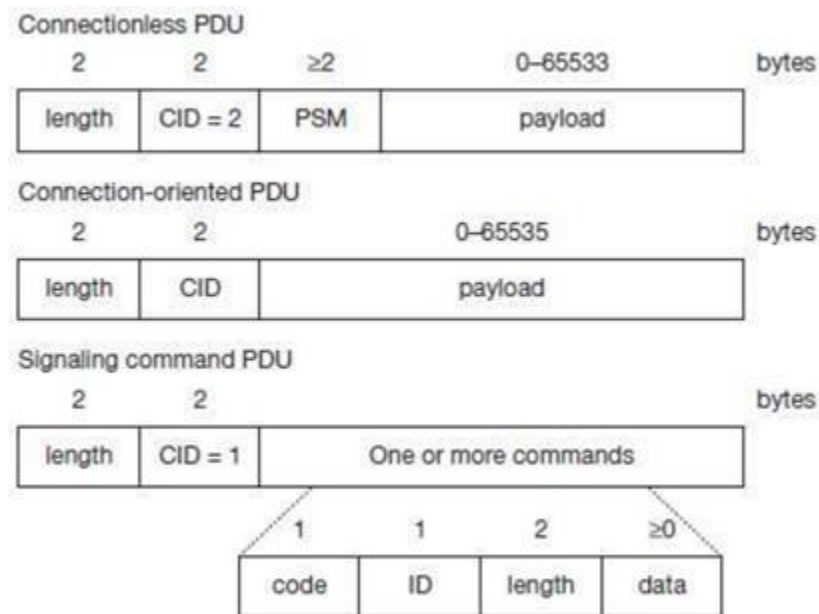 Connectionless PDU
2 2 ≥2 0–65533 bytes
length CID = 2 PSM payload
Connection-oriented PDU
2 2 0–65535 bytes
length CID payload
Signaling command PDU
2 2 bytes
length CID = 1 One or more commands
1 1 2 ≥0
code ID length data